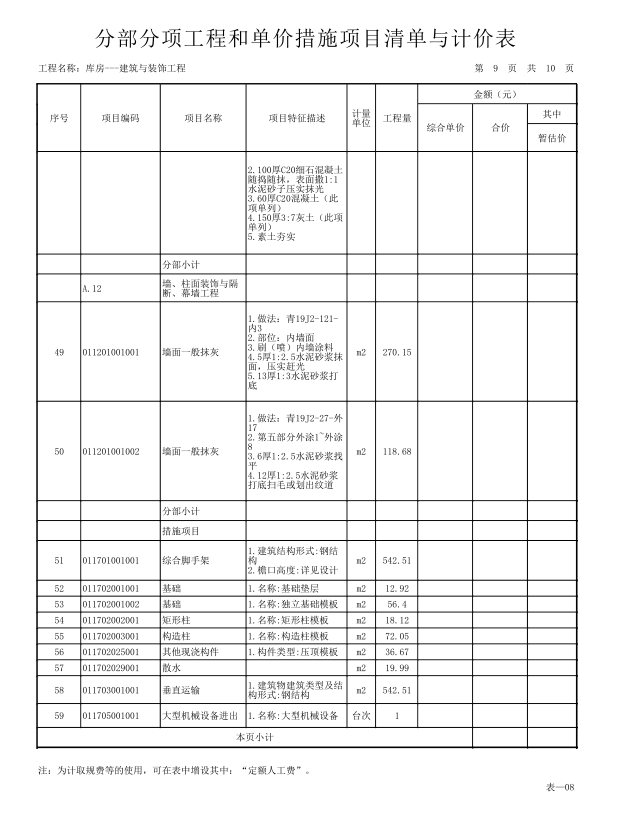 分部分项工程和单价措施项目清单与计价表
工程名称：库房---建筑与装饰工程 第 9 页 共 10 页
序号 项目编码 项目名称 项目特征描述 计量单位 工程量 金额（元）
综合单价 合价 其中
暂估价
2.100厚C20细石混凝土
随捣随抹，表面撒1:1
水泥砂子压实抹光
3.60厚C20混凝土（此
项单列）
4.150厚3:7灰土（此项
单列）
5.素土夯实
分部小计
A.12 墙、柱面装饰与隔
断、幕墙工程
49 011201001001 墙面一般抹灰 1.做法：青19J2-121-
内3
2.部位：内墙面
3.刷（喷）内墙涂料
4.5厚1:2.5水泥砂浆抹
面，压实赶光
5.13厚1:3水泥砂浆打
底
m2 270.15
50 011201001002 墙面一般抹灰 1.做法：青19J2-27-外
17
2.第五部分外涂1~外涂
8
3.6厚1:2.5水泥砂浆找
平
4.12厚1:2.5水泥砂浆
打底扫毛或划出纹道
m2 118.68
分部小计
措施项目
51 011701001001 综合脚手架 1.建筑结构形式:钢结
构
2.檐口高度:详见设计
m2 542.51
52 011702001001 基础 1.名称:基础垫层 m2 12.92
53 011702001002 基础 1.名称:独立基础模板 m2 56.4
54 011702002001 矩形柱 1.名称:矩形柱模板 m2 18.12
55 011702003001 构造柱 1.名称:构造柱模板 m2 72.05
56 011702025001 其他现浇构件 1.构件类型:压顶模板 m2 36.67
57 011702029001 散水 m2 19.99
58 011703001001 垂直运输 1.建筑物建筑类型及结
构形式:钢结构
m2 542.51
59 011705001001 大型机械设备进出 1.名称:大型机械设备 台次 1
本页小计
注：为计取规费等的使用，可在表中增设其中：“定额人工费”。
表—08